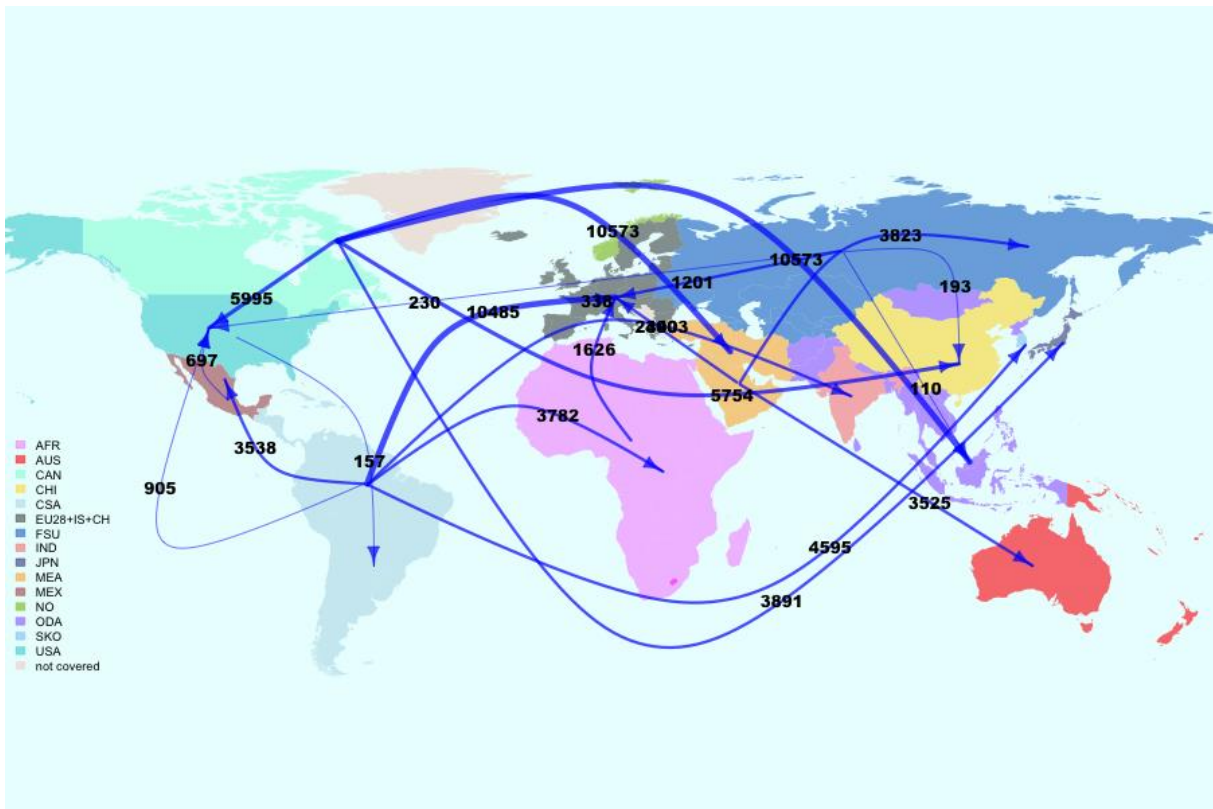 10573
3823
10573
1201
193
5995
230
10485
338
1626
697
5754
110
3782
3538
157
905
3525
4595
3891
AFR
AUS
CAN
CHI
CSA
EU28+IS+CH
FSU
IND
JPN
MEA
MEX
NO
ODA
SKO
USA
not covered